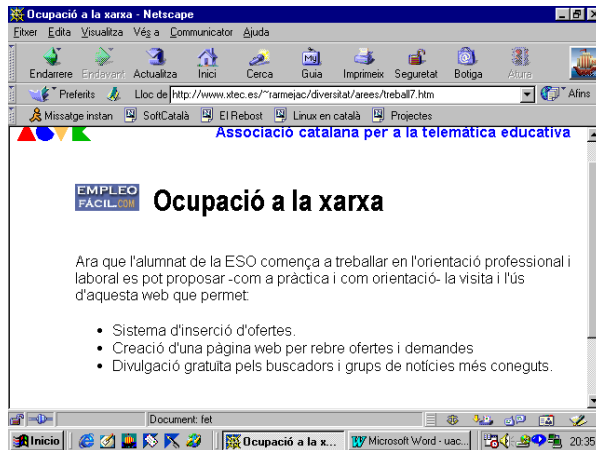 Ocupació a la xarxa - Netscape
Fitxer Edita Visualitza Vés a Communicator Ajuda
Endarrere Endavant Actualitza Inici Cerca Guia Imprimeix Seguretat Botiga Atura
Preferits Lloc de http://www.xtec.es/~rarmejac/diversitat/arees/treball7.htm Afins
Missatge instan SoftCatalà El Rebost Linux en català Projectes
Associació catalana per a la telemàtica educativa
EMPLEO
FÁCIL.COM
Ocupació a la xarxa
Ara que l'alumnat de la ESO comença a treballar en l'orientació professional i
laboral es pot proposar -com a pràctica i com orientació- la visita i l'ús
d'aquesta web que permet:
• Sistema d'inserció d'ofertes.
• Creació d'una pàgina web per rebre ofertes i demandes
• Divulgació gratuïta pels buscadors i grups de notícies més coneguts.
Document: fet
Inicio Ocupació a la x... Microsoft Word - uac... 20:35